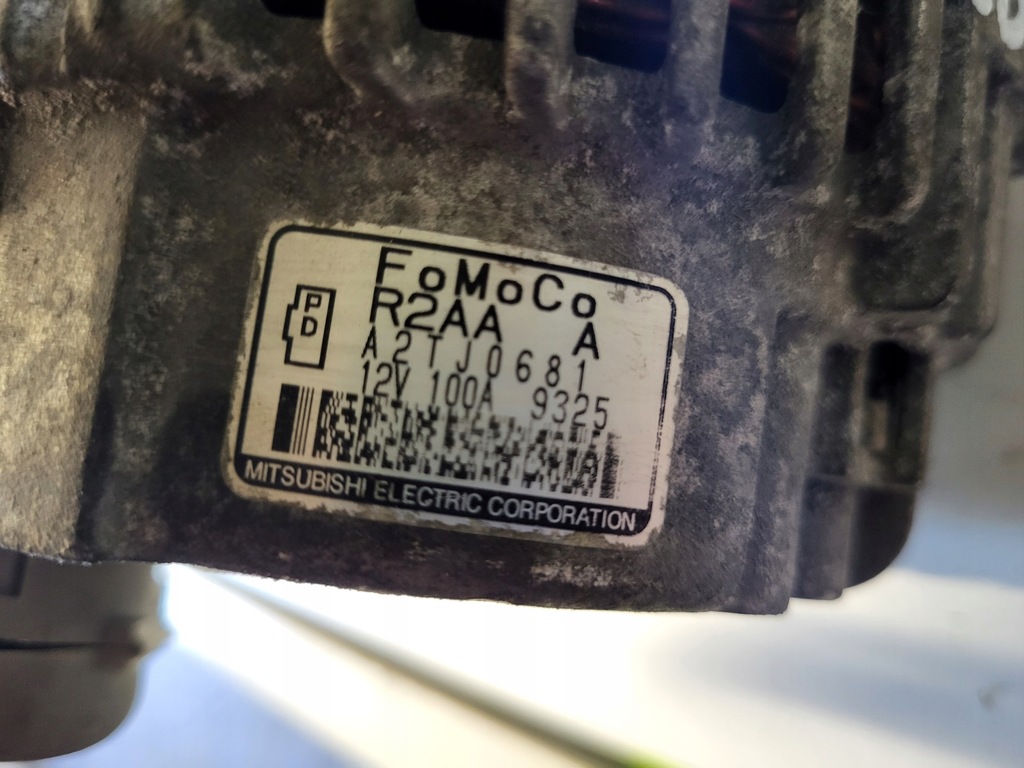 FoMoCo
R2AA A
P
D
A2TJ0681
12V 100A 9325
MITSUBISHI ELECTRIC CORPORATION